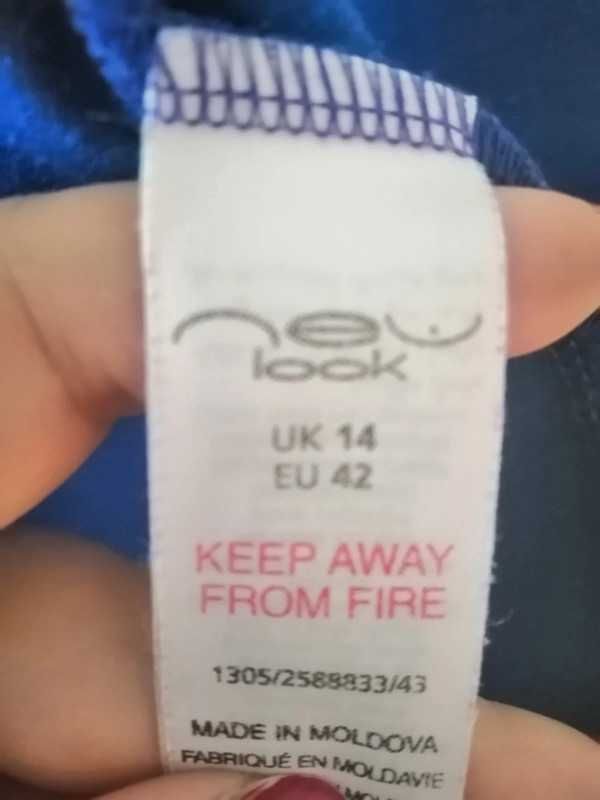 new
look
UK 14
EU 42
KEEP AWAY
FROM FIRE
1305/2588833/43
MADE IN MOLDOVA
FABRIQUÉ EN MOLDAVIE